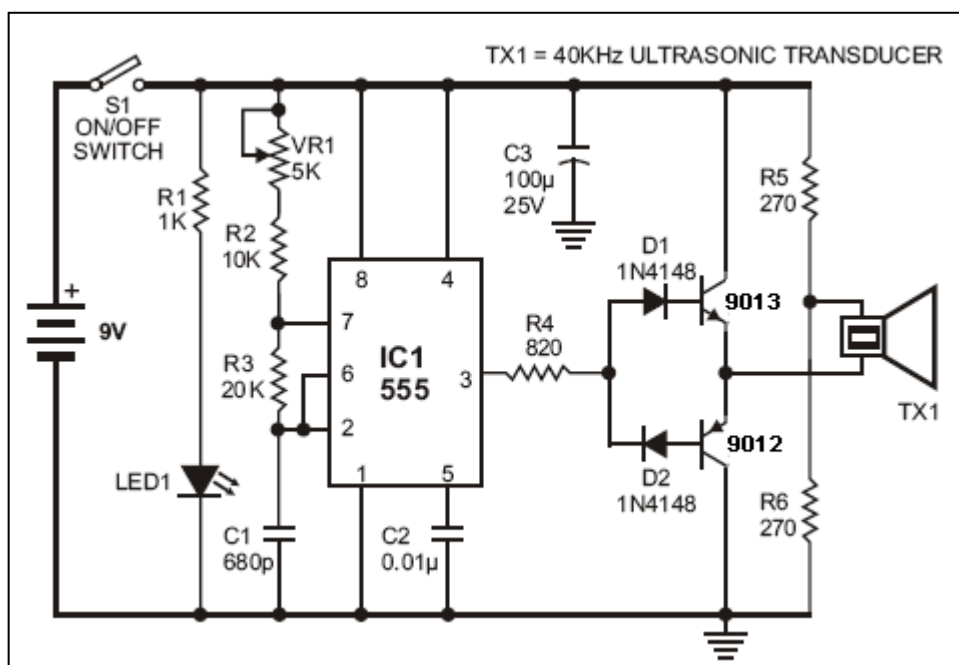 TX1 = 40KHz ULTRASONIC TRANSDUCER
S1
ON/OFF
SWITCH
VR1
5K
C3
100µ
25V
R5
270
R1
1K
R2
10K
D1
1N4148
8
4
9013
+
9V
7
R4
820
IC1
555
6
3
R3
20K
2
TX1
9012
LED1
1
5
D2
1N4148
R6
270
C1
680p
C2
0.01µ